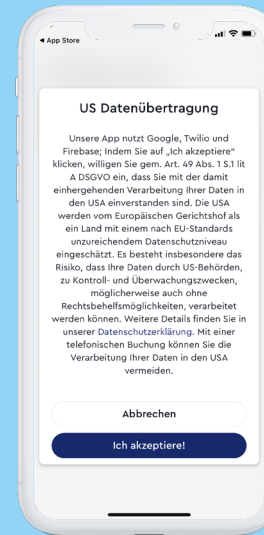 App Store
US Datenübertragung
Unsere App nutzt Google, Twilio und
Firebase; Indem Sie auf „Ich akzeptiere“
klicken, willigen Sie gem. Art. 49 Abs. 1 S.1 lit
A DSGVO ein, dass Sie mit der damit
einhergehenden Verarbeitung Ihrer Daten in
den USA einverstanden sind. Die USA
werden vom Europäischen Gerichtshof als
ein Land mit einem nach EU-Standards
unzureichendem Datenschutzniveau
eingeschätzt. Es besteht insbesondere das
Risiko, dass Ihre Daten durch US-Behörden,
zu Kontroll- und Überwachungszwecken,
möglicherweise auch ohne
Rechtsbehelfsmöglichkeiten, verarbeitet
werden können. Weitere Details finden Sie in
unserer Datenschutzerklärung. Mit einer
telefonischen Buchung können Sie die
Verarbeitung Ihrer Daten in den USA
vermeiden.
Abbrechen
Ich akzeptiere!